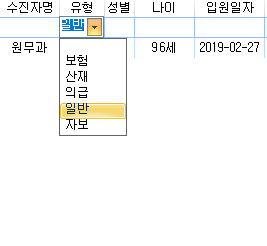 수진자명 유형 성별 나이 입원일자
일반
원무과 96세 2019-02-27
보험
산재
의급
일반
자보